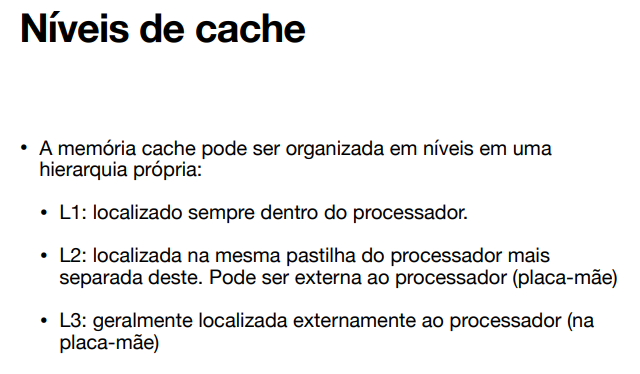 Níveis de cache
• A memória cache pode ser organizada em níveis em uma
hierarquia própria:
• L1: localizado sempre dentro do processador.
• L2: localizada na mesma pastilha do processador mais
separada deste. Pode ser externa ao processador (placa-mãe)
• L3: geralmente localizada externamente ao processador (na
placa-mãe)